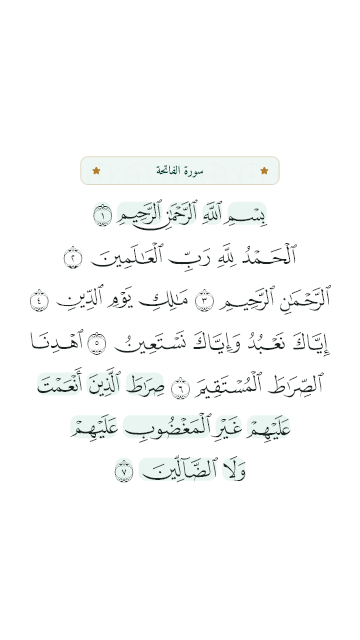 سورة الفاتحة
بِسْمِ ٱللَّهِ ٱلرَّحْمَٰنِ ٱلرَّحِيمِ ١
ٱلْحَمْدُ لِلَّهِ رَبِّ ٱلْعَٰلَمِينَ ٢
ٱلرَّحْمَٰنِ ٱلرَّحِيمِ ٣ مَٰلِكِ يَوْمِ ٱلدِّينِ ٤
إِيَّاكَ نَعْبُدُ وَإِيَّاكَ نَسْتَعِينُ ٥ ٱهْدِنَا
ٱلصِّرَٰطَ ٱلْمُسْتَقِيمَ ٦ صِرَٰطَ ٱلَّذِينَ أَنْعَمْتَ
عَلَيْهِمْ غَيْرِ ٱلْمَغْضُوبِ عَلَيْهِمْ
وَلَا ٱلضَّآلِّينَ ٧